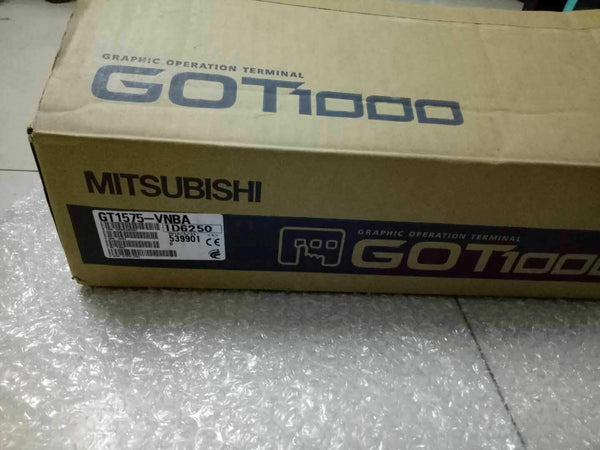 GRAPHIC OPERATION TERMINAL
GOT1000
MITSUBISHI
GT1575-VNBA
1D6250
539901
CE
GRAPHIC OPERATION TERMINAL
GOT1000